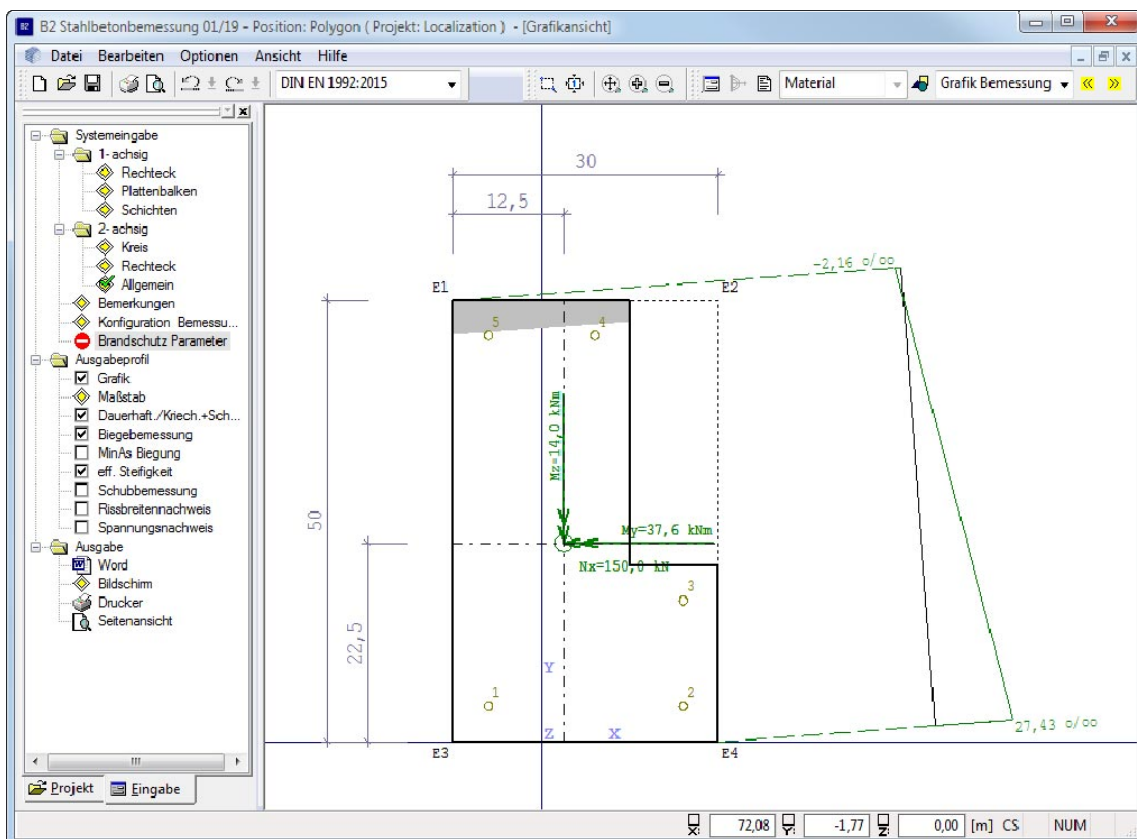 B2 B2 Stahlbetonbemessung 01/19 - Position: Polygon ( Projekt: Localization ) - [Grafikansicht]
Datei Bearbeiten Optionen Ansicht Hilfe
DIN EN 1992:2015 Material Grafik Bemessung
Systemeingabe
1-achsig
Rechteck
Plattenbalken
Schichten
2-achsig
Kreis
Rechteck
Allgemein
Bemerkungen
Konfiguration Bemessu...
Brandschutz Parameter
Ausgabeprofil
Grafik
Maßstab
Dauerhaft./Kriech.+Sch...
Biegebemessung
MinAs Biegung
eff. Steifigkeit
Schubbemessung
Rissbreitennachweis
Spannungsnachweis
Ausgabe
Word
Bildschim
Drucker
Seitenansicht
Projekt Eingabe
30
12,5
-2,16 o/oo
E1 E2
5 4
Mz=14,0 kNm
50
My=37,6 kNm
Nx=150,0 kN
3
22,5
Y
1 2
Z X
27,43 o/oo
E3 E4
X: 72,08 Y: -1,77 Z: 0,00 [m] CS NUM